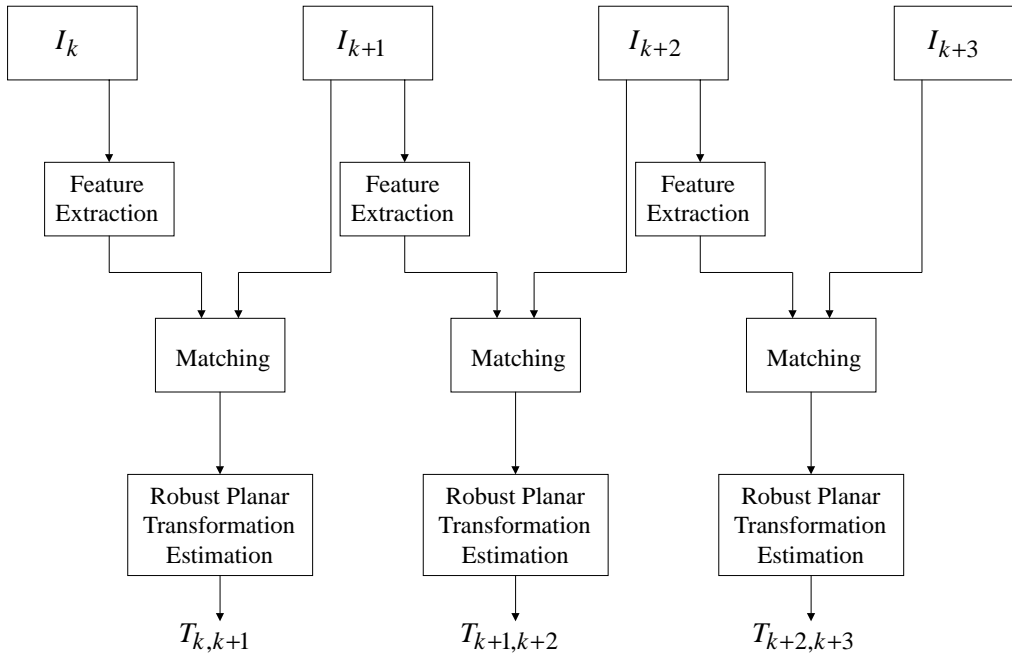 I_k
I_{k+1}
I_{k+2}
I_{k+3}
Feature
Extraction
Feature
Extraction
Feature
Extraction
Matching
Matching
Matching
Robust Planar
Transformation
Estimation
Robust Planar
Transformation
Estimation
Robust Planar
Transformation
Estimation
T_{k,k+1}
T_{k+1,k+2}
T_{k+2,k+3}